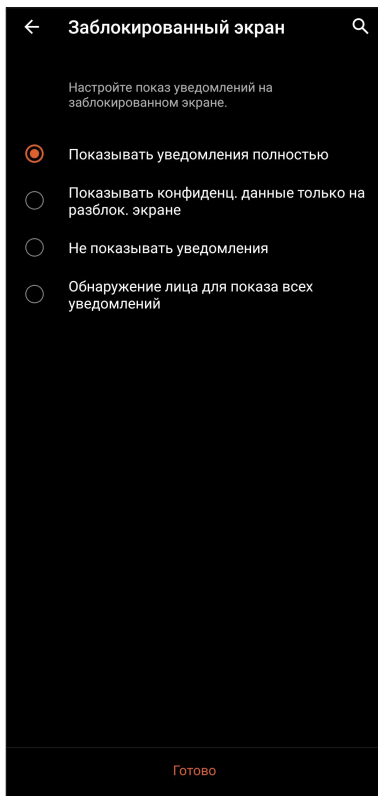 Заблокированный экран
Настройте показ уведомлений на
заблокированном экране.
Показывать уведомления полностью
Показывать конфиденц. данные только на
разблок. экране
Не показывать уведомления
Обнаружение лица для показа всех
уведомлений
Готово